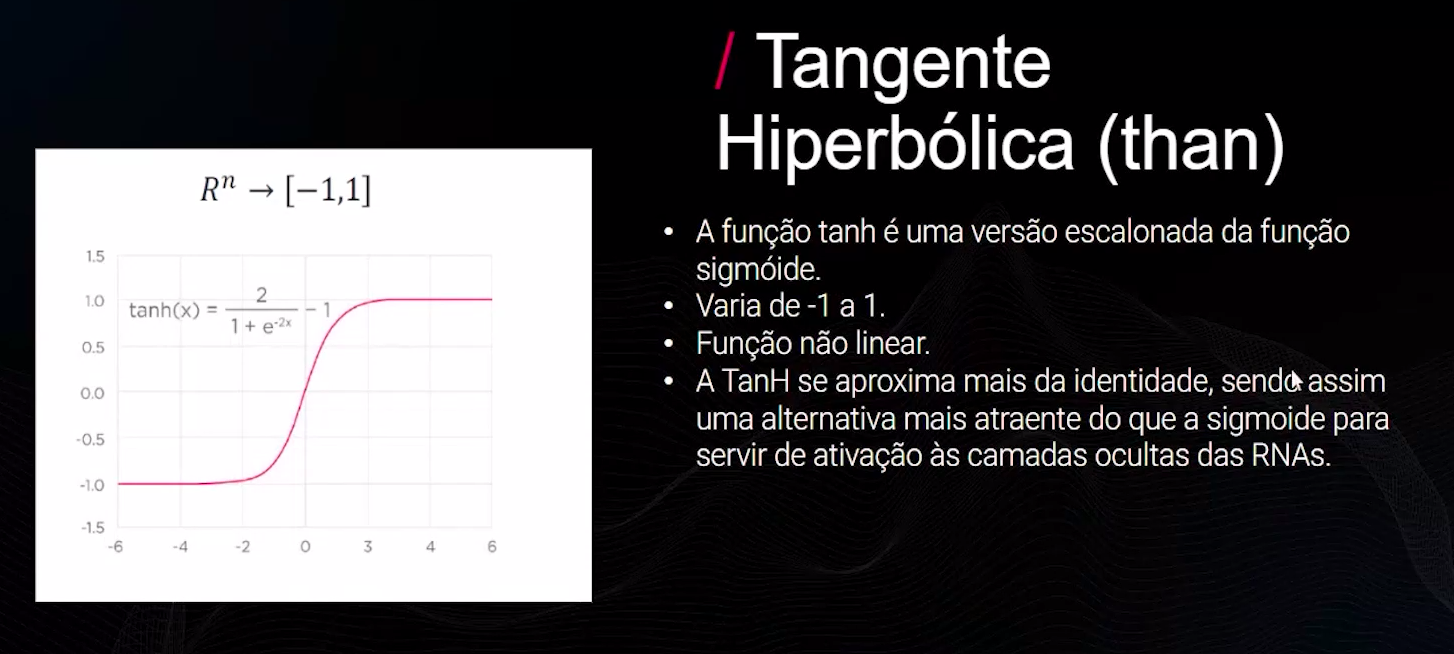 / Tangente
Hiperbólica (than)
Rⁿ → [−1,1]
1.5
1.0
0.5
0.0
-0.5
-1.0
-1.5
tanh(x) = 2 / (1 + e⁻²ˣ) − 1
-6 -4 -2 0 3 4 6
• A função tanh é uma versão escalonada da função
sigmóide.
• Varia de -1 a 1.
• Função não linear.
• A TanH se aproxima mais da identidade, sendo assim
uma alternativa mais atraente do que a sigmoide para
servir de ativação às camadas ocultas das RNAs.